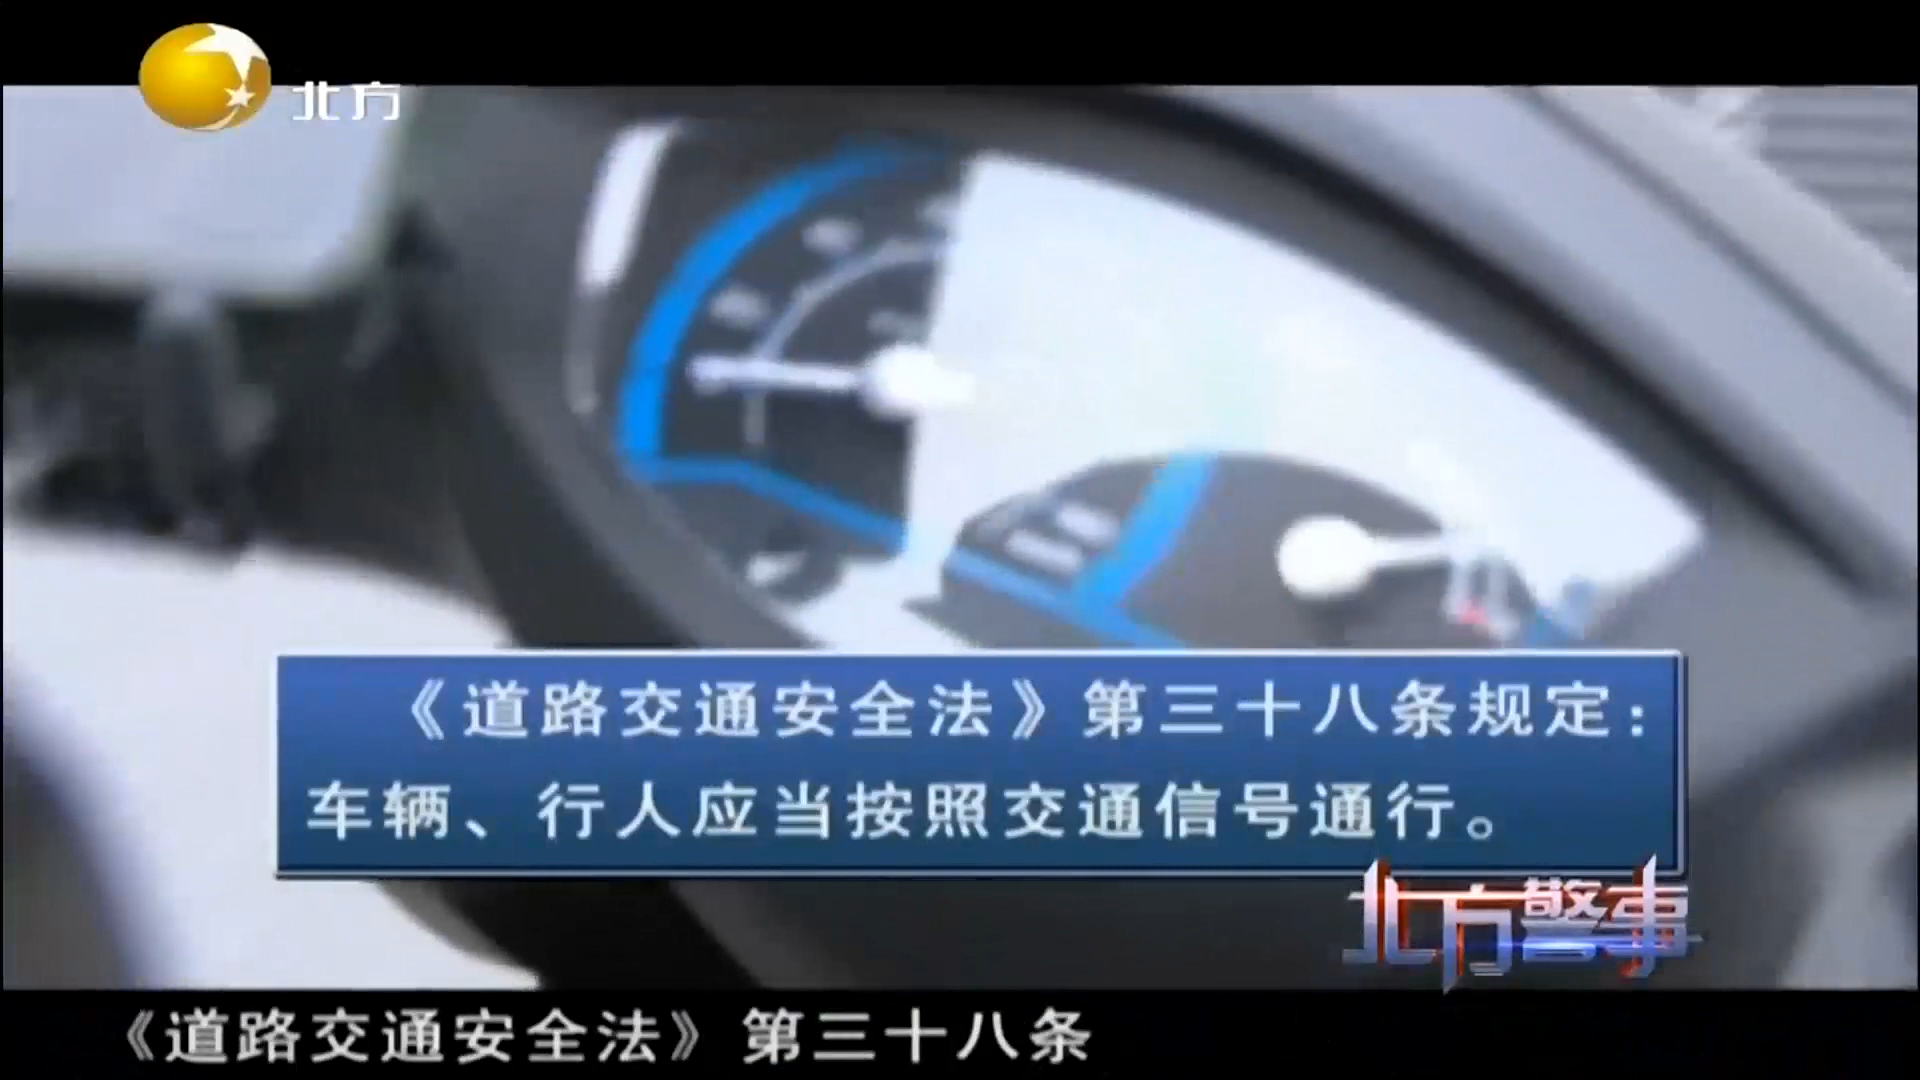 北方
《道路交通安全法》第三十八条规定：
车辆、行人应当按照交通信号通行。
北方警事
《道路交通安全法》第三十八条